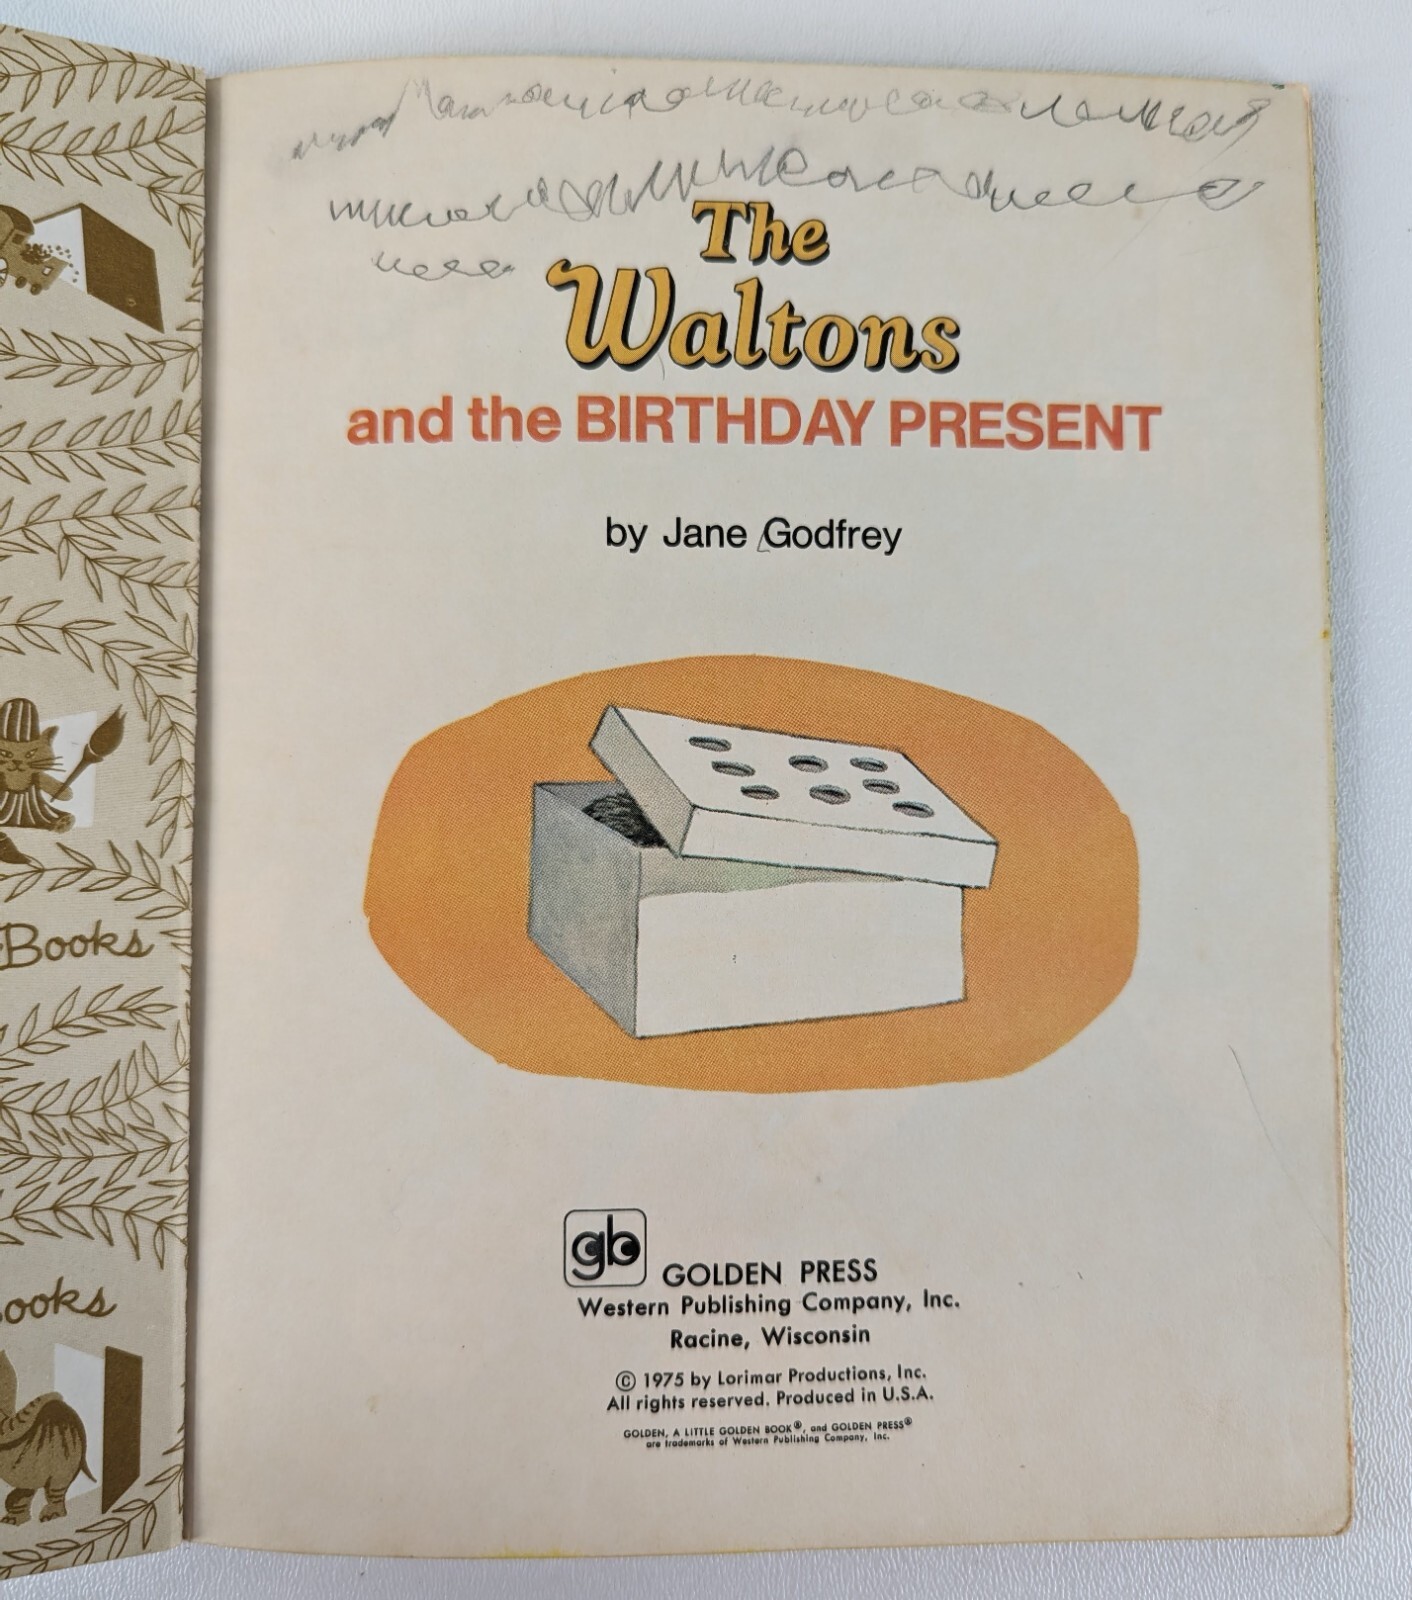 The
Waltons
and the BIRTHDAY PRESENT
by Jane Godfrey
Books
ooks
gb
GOLDEN PRESS
Western Publishing Company, Inc.
Racine, Wisconsin
© 1975 by Lorimar Productions, Inc.
All rights reserved. Produced in U.S.A.
GOLDEN, A LITTLE GOLDEN BOOK®, and GOLDEN PRESS®
are trademarks of Western Publishing Company, Inc.